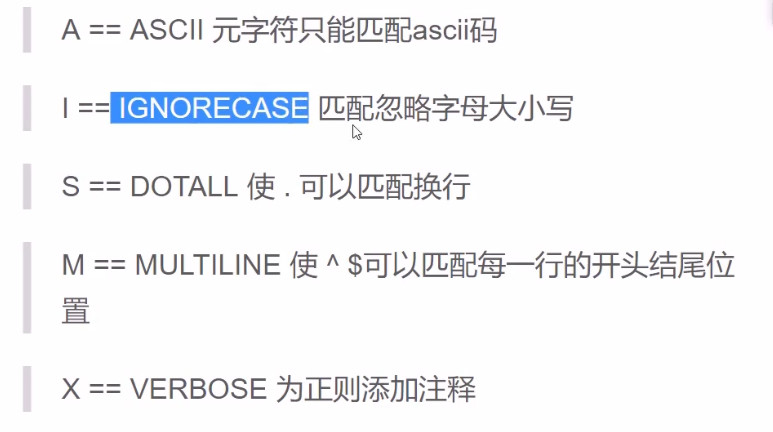 A == ASCII 元字符只能匹配ascii码
I == IGNORECASE 匹配忽略字母大小写
S == DOTALL 使 . 可以匹配换行
M == MULTILINE 使 ^ $可以匹配每一行的开头结尾位
置
X == VERBOSE 为正则添加注释